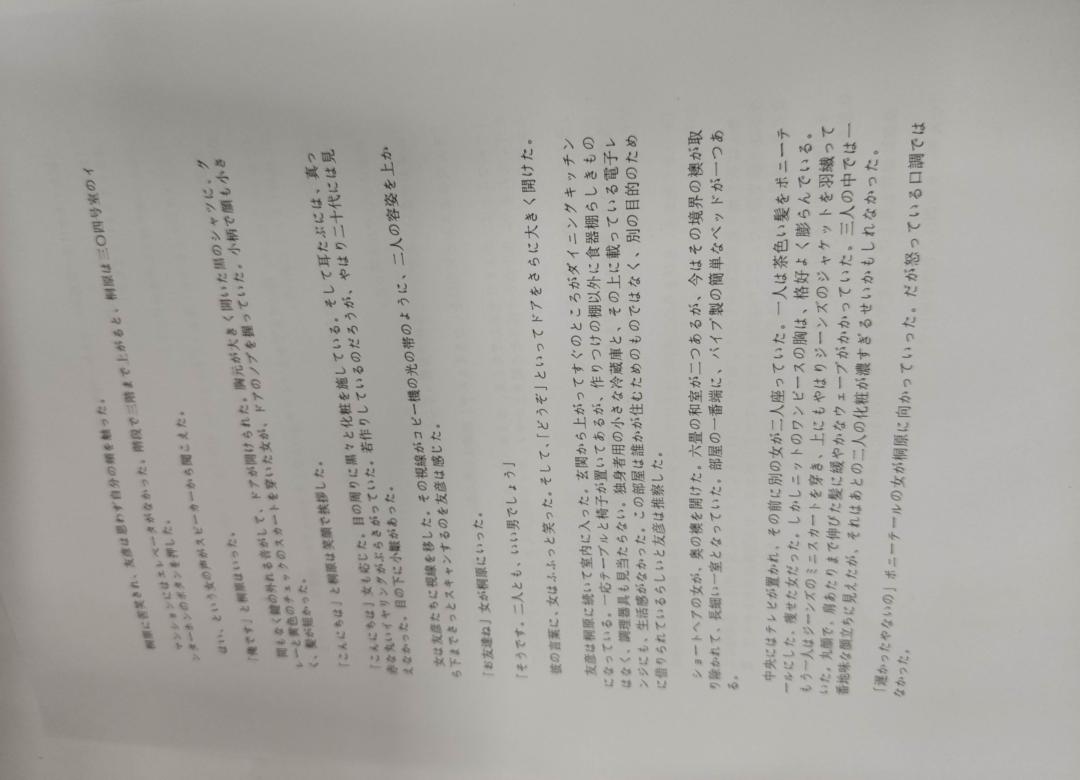 桐原に苦笑され、友彦は思わず自分の頬を触った。
マンションにはエレベータがなかった。階段で三階まで上がると、桐原は三〇四号室のイ
ンターホンのボタンを押した。
はい、という女の声がスピーカーから聞こえた。
「俺です」と桐原はいった。
間もなく鍵の外れる音がして、ドアが開けられた。胸元が大きく開いた黒のシャツに、グ
レーと黄色のチェックのスカートを穿いた女が、ドアのノブを握っていた。小柄で顔も小さ
く、髪が短かった。
「こんにちは」と桐原は笑顔で挨拶した。
「こんにちは」女も応じた。目の周りに黒々と化粧を施している。そして耳たぶには、真っ
赤な丸いイヤリングがぶらさがっていた。若作りしているのだろうが、やはり二十代には見
えなかった。目の下に小皺があった。
女は友彦たちに視線を移した。その視線がコピー機の光の帯のように、二人の容姿を上か
ら下までさっとスキャンするのを友彦は感じた。
「お友達ね」女が桐原にいった。
「そうです。二人とも、いい男でしょう」
彼の言葉に、女はふふっと笑った。そして、「どうぞ」といってドアをさらに大きく開けた。
友彦は桐原に続いて室内に入った。玄関から上がってすぐのところがダイニングキッチン
になっている。一応テーブルと椅子が置いてあるが、作りつけの棚以外に食器棚らしきもの
はなく、調理器具も見当たらない。独身者用の小さな冷蔵庫と、その上に載っている電子レ
ンジにも、生活感がなかった。この部屋は誰かが住むためのものではなく、別の目的のため
に借りられているらしいと友彦は推察した。
ショートヘアの女が、奥の襖を開けた。六畳の和室が二つあるが、今はその境界の襖が取
り除かれて、長細い一室となっていた。部屋の一番端に、パイプ製の簡単なベッドが一つあ
る。
中央にはテレビが置かれ、その前に別の女が二人座っていた。一人は茶色い髪をポニーテ
ールにした、痩せた女だった。しかしニットのワンピースの胸は、格好よく膨らんでいる。
もう一人はジーンズのミニスカートを穿き、上にもやはりジーンズのジャケットを羽織って
いた。丸顔で、肩あたりまで伸びた髪に緩やかなウェーブがかかっていた。三人の中では一
番地味な顔立ちに見えたが、それはあとの二人の化粧が濃すぎるせいかもしれなかった。
「遅かったやないの」ポニーテールの女が桐原に向かっていった。だが怒っている口調では
なかった。